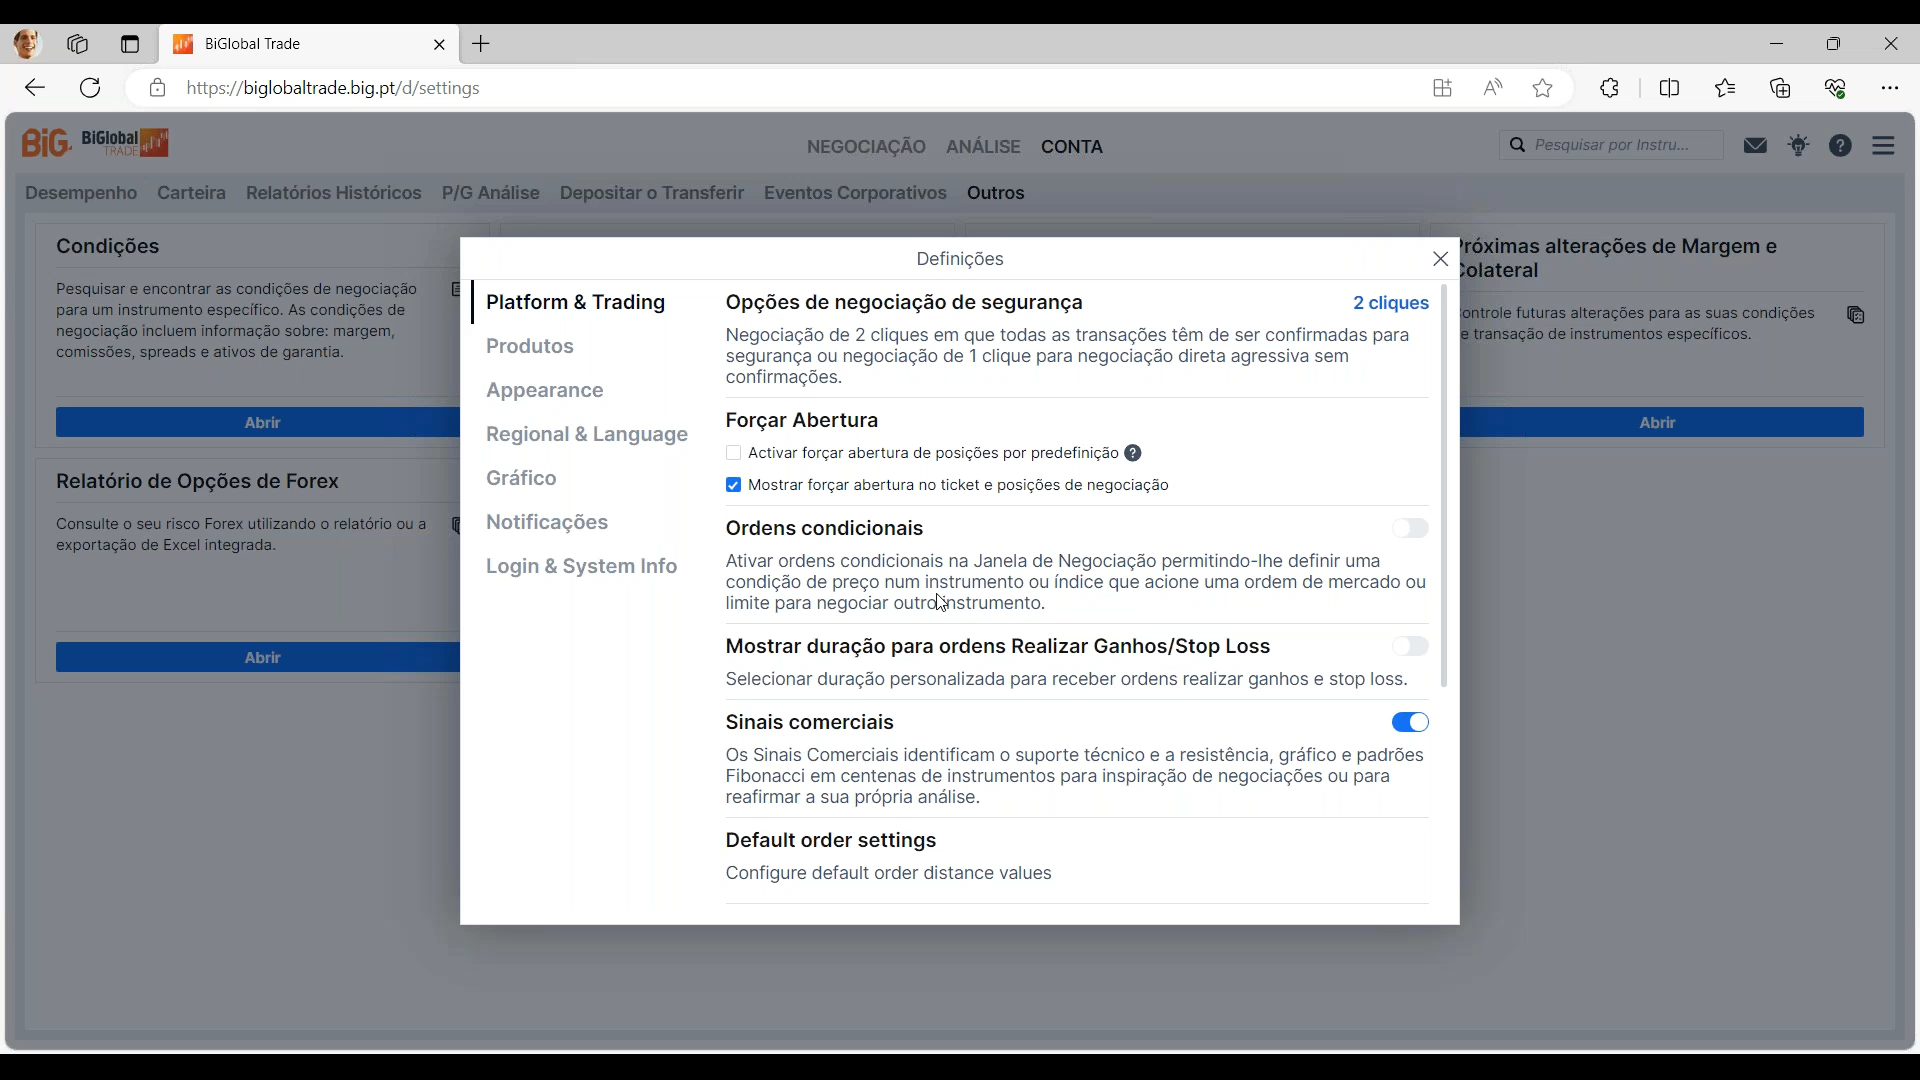 BiGlobal Trade
https://biglobaltrade.big.pt/d/settings
BiG BiGlobal TRADE
NEGOCIAÇÃO ANÁLISE CONTA
Pesquisar por Instru...
Desempenho Carteira Relatórios Históricos P/G Análise Depositar o Transferir Eventos Corporativos Outros
Condições
Pesquisar e encontrar as condições de negociação
para um instrumento específico. As condições de
negociação incluem informação sobre: margem,
comissões, spreads e ativos de garantia.
Abrir
Relatório de Opções de Forex
Consulte o seu risco Forex utilizando o relatório ou a
exportação de Excel integrada.
Abrir
Definições
Platform & Trading
Produtos
Appearance
Regional & Language
Gráfico
Notificações
Login & System Info
Opções de negociação de segurança 2 cliques
Negociação de 2 cliques em que todas as transações têm de ser confirmadas para
segurança ou negociação de 1 clique para negociação direta agressiva sem
confirmações.
Forçar Abertura
Activar forçar abertura de posições por predefinição ?
Mostrar forçar abertura no ticket e posições de negociação
Ordens condicionais
Ativar ordens condicionais na Janela de Negociação permitindo-lhe definir uma
condição de preço num instrumento ou índice que acione uma ordem de mercado ou
limite para negociar outro instrumento.
Mostrar duração para ordens Realizar Ganhos/Stop Loss
Selecionar duração personalizada para receber ordens realizar ganhos e stop loss.
Sinais comerciais
Os Sinais Comerciais identificam o suporte técnico e a resistência, gráfico e padrões
Fibonacci em centenas de instrumentos para inspiração de negociações ou para
reafirmar a sua própria análise.
Default order settings
Configure default order distance values
Próximas alterações de Margem e
Colateral
ontrole futuras alterações para as suas condições
e transação de instrumentos específicos.
Abrir